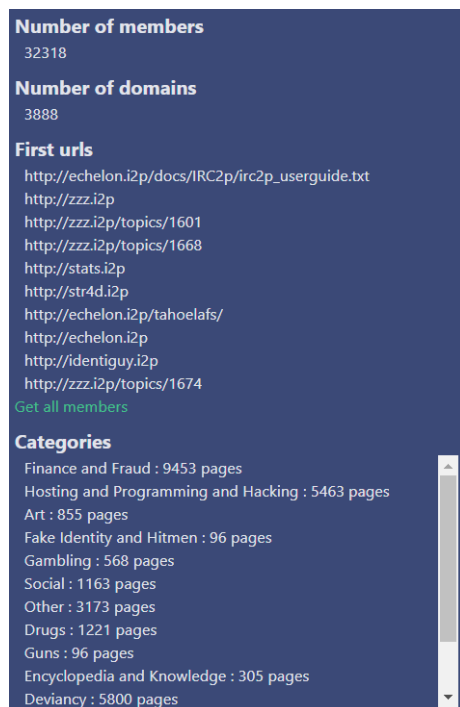 Number of members
32318
Number of domains
3888
First urls
http://echelon.i2p/docs/IRC2p/irc2p_userguide.txt
http://zzz.i2p
http://zzz.i2p/topics/1601
http://zzz.i2p/topics/1668
http://stats.i2p
http://str4d.i2p
http://echelon.i2p/tahoelafs/
http://echelon.i2p
http://identiguy.i2p
http://zzz.i2p/topics/1674
Get all members
Categories
Finance and Fraud : 9453 pages
Hosting and Programming and Hacking : 5463 pages
Art : 855 pages
Fake Identity and Hitmen : 96 pages
Gambling : 568 pages
Social : 1163 pages
Other : 3173 pages
Drugs : 1221 pages
Guns : 96 pages
Encyclopedia and Knowledge : 305 pages
Deviancy : 5800 pages